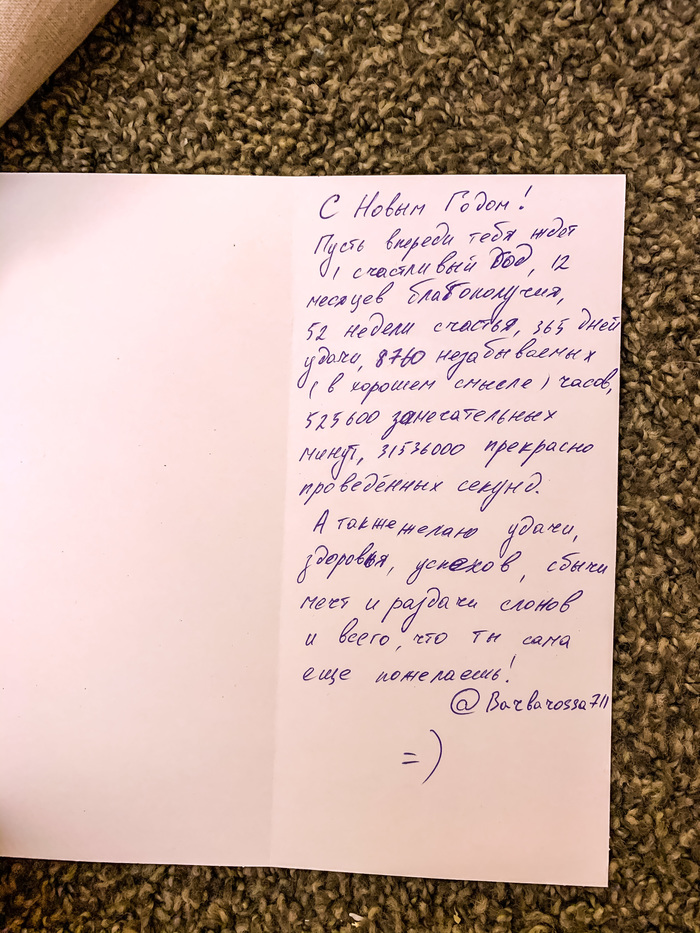 С Новым Годом!
Пусть впереди тебя ждет
1 счастливый год, 12
месяцев благополучия,
52 недели счастья, 365 дней
удачи, 8760 незабываемых
(в хорошем смысле) часов,
525600 замечательных
минут, 31536000 прекрасно
проведённых секунд.
А также желаю удачи,
здоровья, успехов, сбычи
мечт и раздачи слонов
и всего, что ты сама
еще пожелаешь!
@Barbarossa711
=)